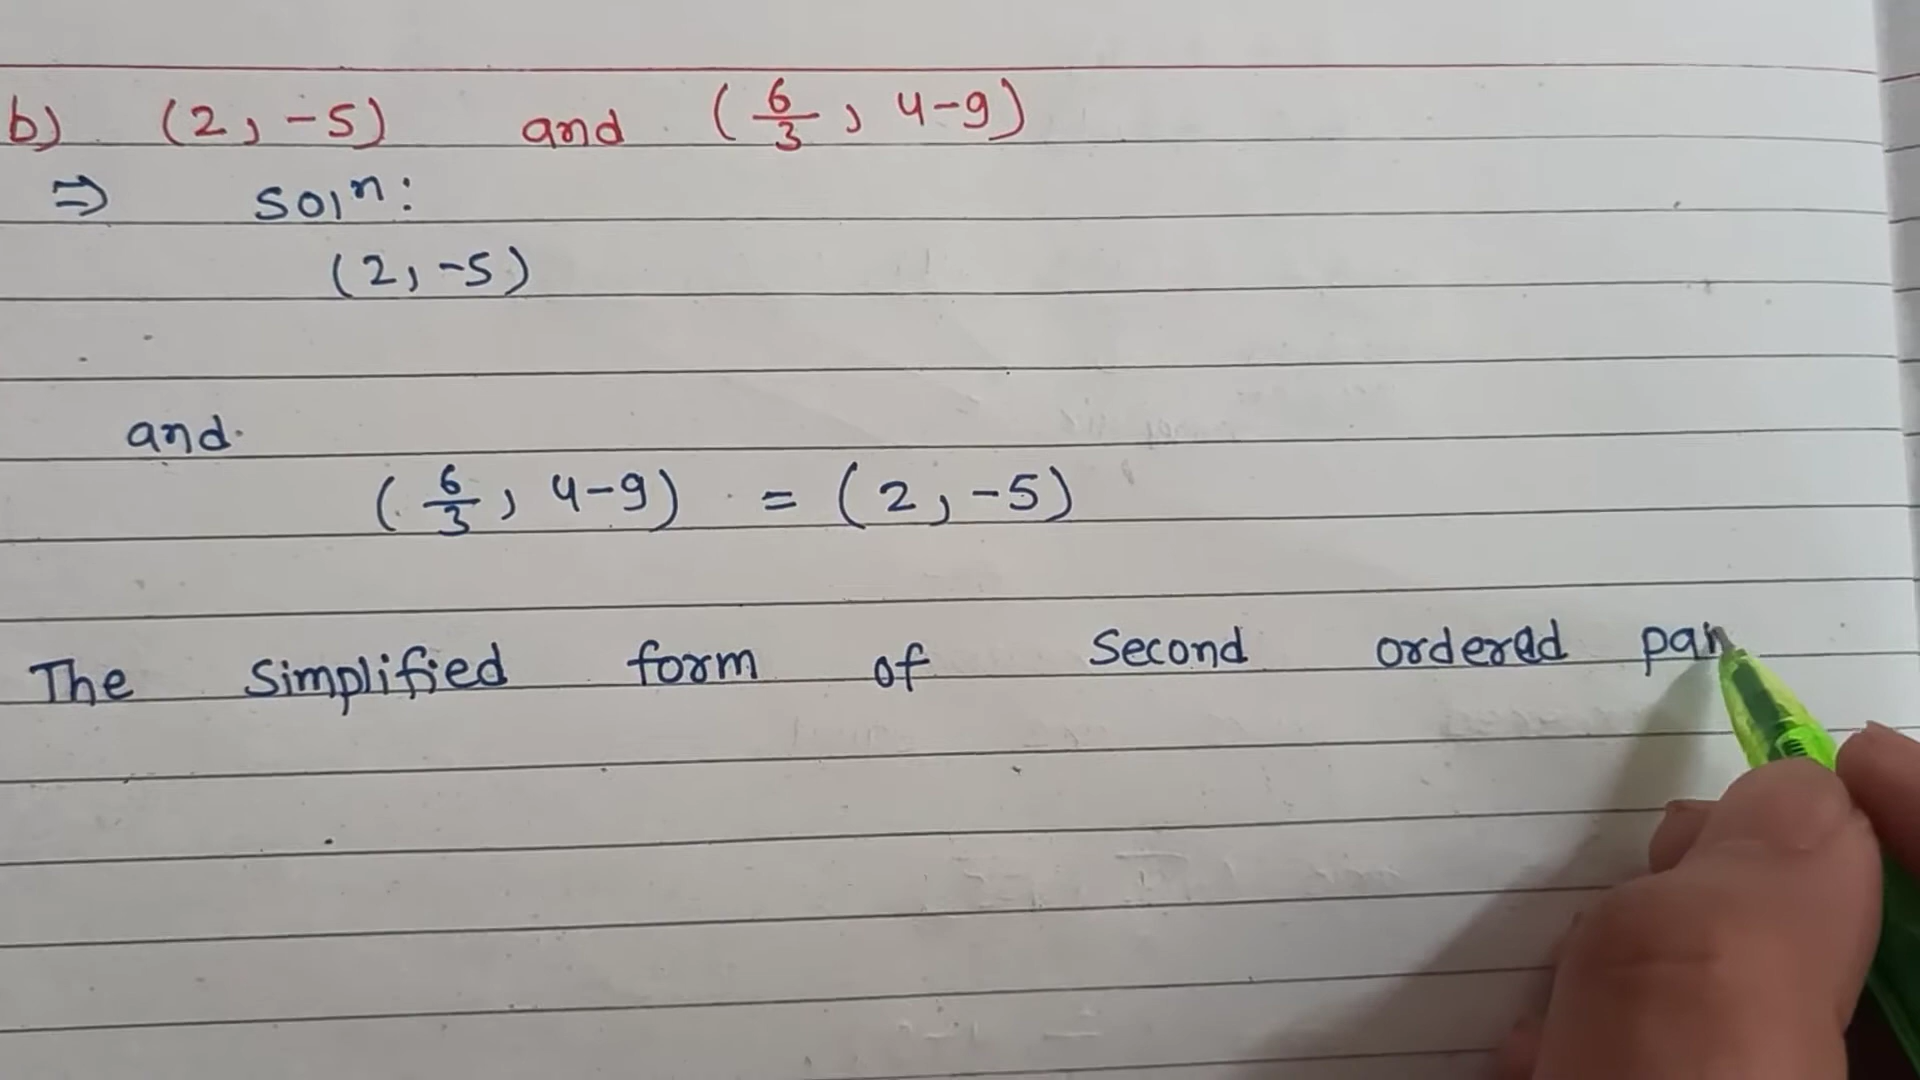 b) (2, -5) and (6/3, 4-9)
⇒ Solⁿ:
(2, -5)
and
(6/3, 4-9) = (2, -5)
The simplified form of Second ordered